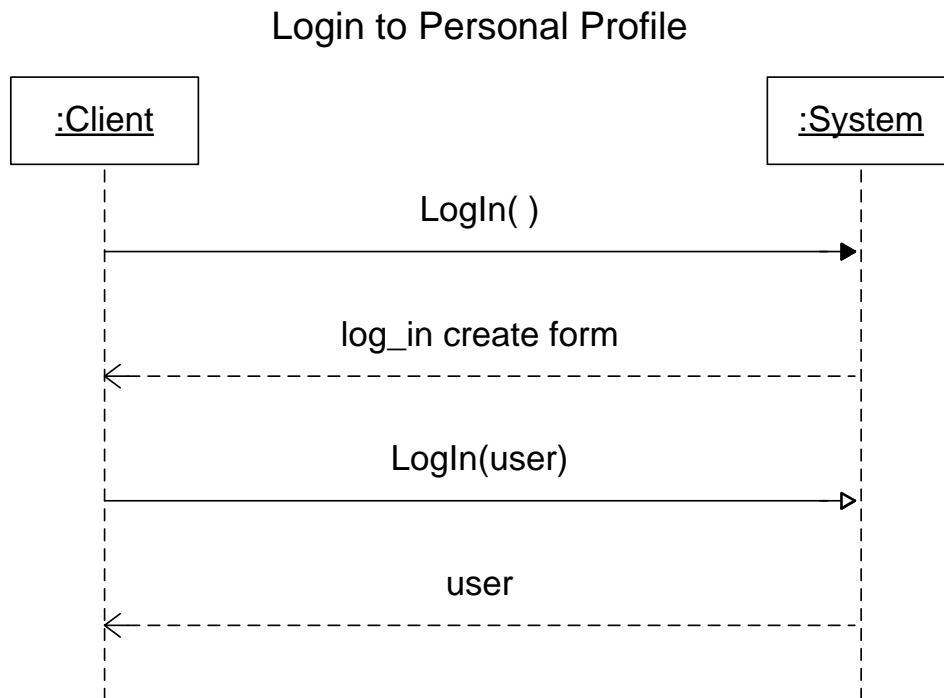 Login to Personal Profile
:Client
:System
LogIn( )
log_in create form
LogIn(user)
user